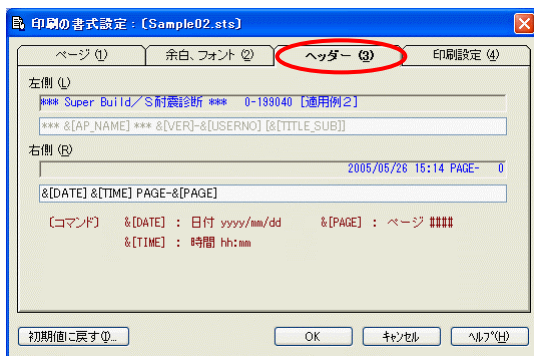 印刷の書式設定：〔Sample02.sts〕
ページ (1) 余白、フォント (2) ヘッダー (3) 印刷設定 (4)
左側 (L)
*** Super Build／S耐震診断 *** 0-199040 [適用例２]
*** &[AP_NAME] *** &[VER]-&[USERNO] [&[TITLE_SUB]]
右側 (R)
2005/05/26 15:14 PAGE- 0
&[DATE] &[TIME] PAGE-&[PAGE]
〔コマンド〕 &[DATE] : 日付 yyyy/mm/dd &[PAGE] : ページ ####
&[TIME] : 時間 hh:mm
初期値に戻す(I)... OK キャンセル ヘルプ(H)